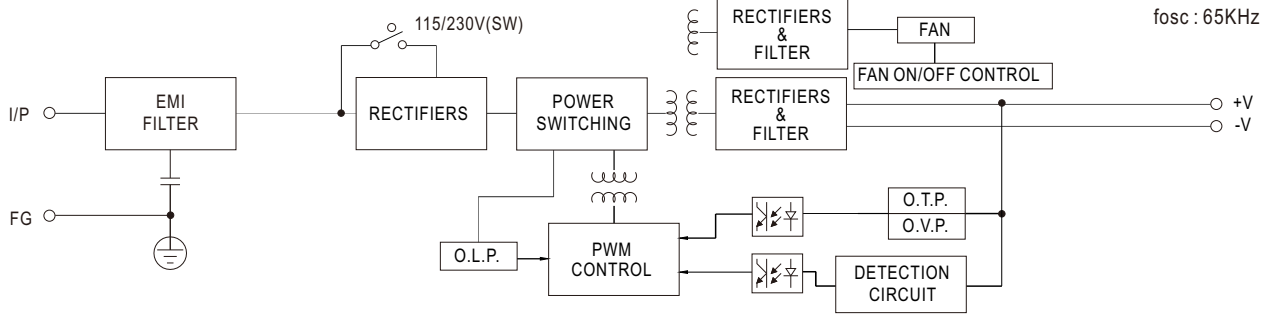 fosc : 65KHz
115/230V(SW)
RECTIFIERS
&
FILTER
FAN
FAN ON/OFF CONTROL
I/P
EMI
FILTER
RECTIFIERS
POWER
SWITCHING
RECTIFIERS
&
FILTER
+V
-V
FG
O.L.P.
PWM
CONTROL
O.T.P.
O.V.P.
DETECTION
CIRCUIT